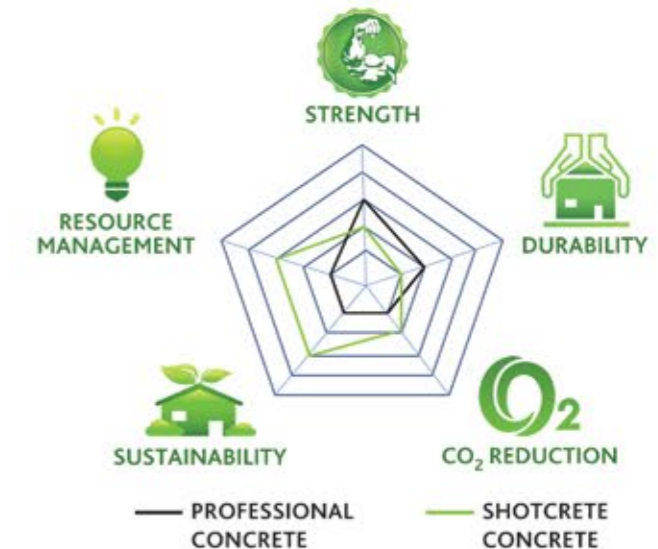 STRENGTH
RESOURCE
MANAGEMENT
DURABILITY
SUSTAINABILITY
O2
CO₂ REDUCTION
PROFESSIONAL
CONCRETE
SHOTCRETE
CONCRETE